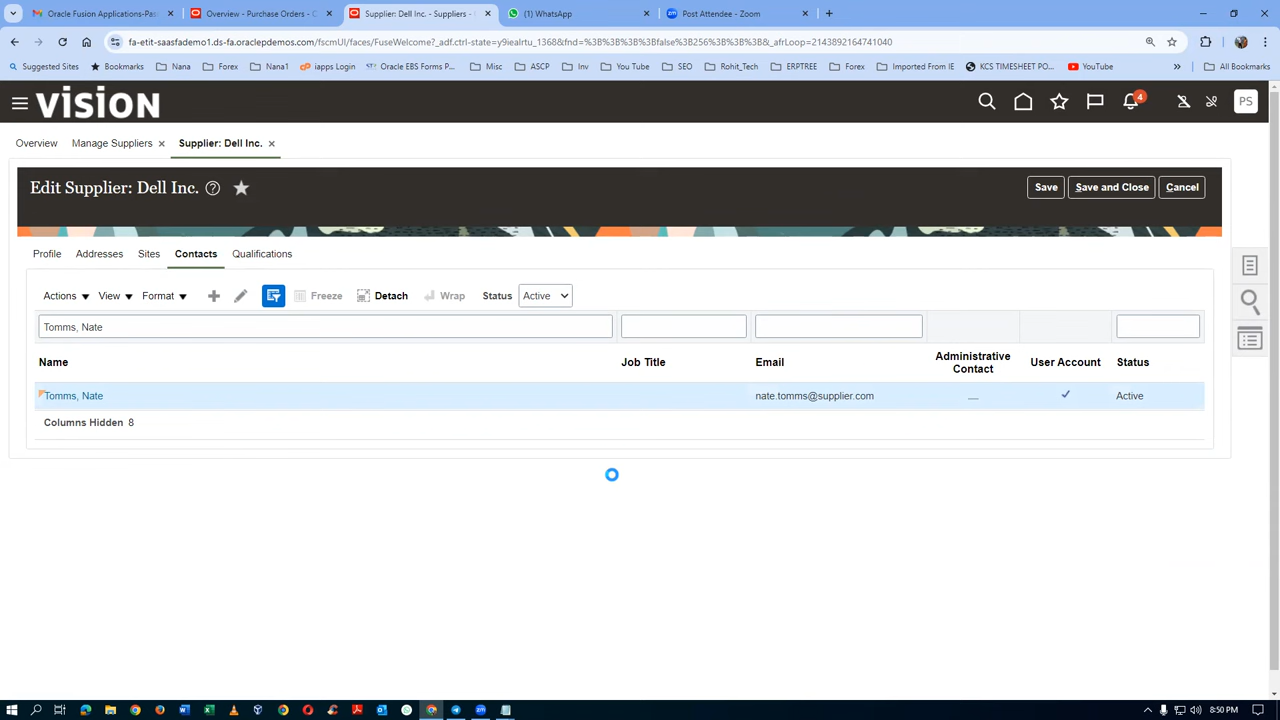 Oracle Fusion Applications-Pas
Overview - Purchase Orders - O
Supplier: Dell Inc. - Suppliers -
(1) WhatsApp
Post Attendee - Zoom
fa-etit-saasfademo1.ds-fa.oraclepdemos.com/fscmUI/faces/FuseWelcome?_adf.ctrl-state=y9iealrtu_1368&fnd=%3B%3B%3B%3Bfalse%3B256%3B%3B%3B&_afrLoop=2143892164741040
Suggested Sites
Bookmarks
Nana
Forex
Nana1
iapps Login
Oracle EBS Forms P...
Misc
ASCP
Inv
You Tube
SEO
Rohit_Tech
ERPTREE
Forex
Imported From IE
KCS TIMESHEET PO...
YouTube
»
All Bookmarks
VISION
4
PS
Overview
Manage Suppliers
Supplier: Dell Inc.
Edit Supplier: Dell Inc.
Save
Save and Close
Cancel
Profile
Addresses
Sites
Contacts
Qualifications
Actions
View
Format
Freeze
Detach
Wrap
Status
Active
Tomms, Nate
Name
Job Title
Email
Administrative
Contact
User Account
Status
Tomms, Nate
nate.tomms@supplier.com
Active
Columns Hidden 8
8:50 PM